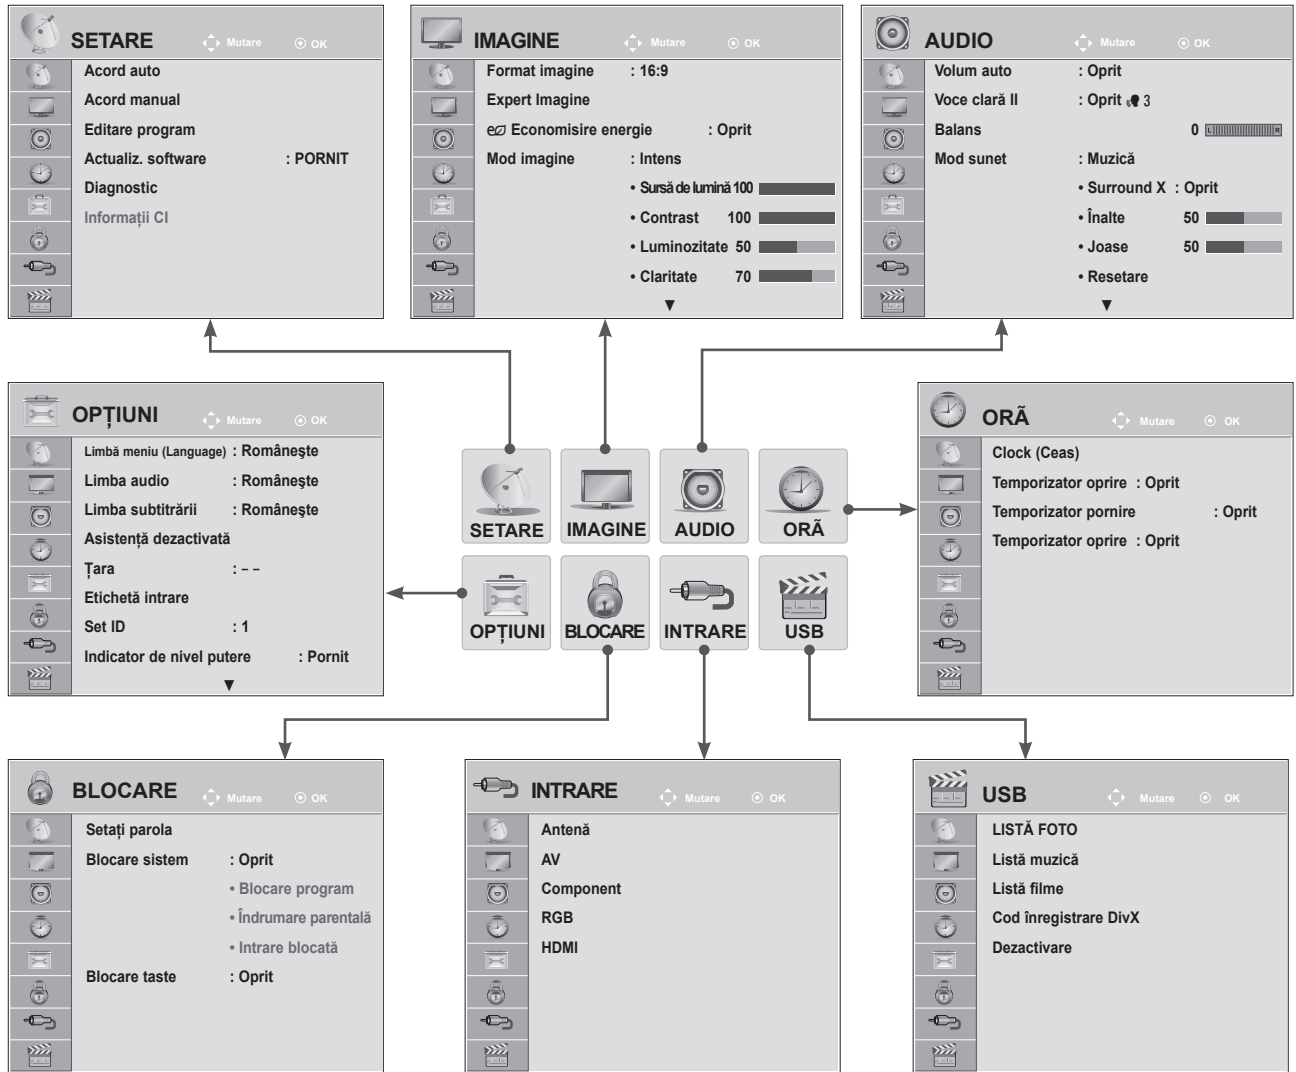 SETARE Mutare OK
Acord auto
Acord manual
Editare program
Actualiz. software : PORNIT
Diagnostic
Informații CI
IMAGINE Mutare OK
Format imagine : 16:9
Expert Imagine
Economisire energie : Oprit
Mod imagine : Intens
• Sursă de lumină 100
• Contrast 100
• Luminozitate 50
• Claritate 70
▼
AUDIO Mutare OK
Volum auto : Oprit
Voce clară II : Oprit 3
Balans 0 L R
Mod sunet : Muzică
• Surround X : Oprit
• Înalte 50
• Joase 50
• Resetare
▼
OPȚIUNI Mutare OK
Limbă meniu (Language) : Româneşte
Limba audio : Româneşte
Limba subtitrării : Româneşte
Asistență dezactivată
Țara : – –
Etichetă intrare
Set ID : 1
Indicator de nivel putere : Pornit
▼
SETARE
IMAGINE
AUDIO
ORÃ
OPȚIUNI
BLOCARE
INTRARE
USB
ORÃ Mutare OK
Clock (Ceas)
Temporizator oprire : Oprit
Temporizator pornire : Oprit
Temporizator oprire : Oprit
BLOCARE Mutare OK
Setați parola
Blocare sistem : Oprit
• Blocare program
• Îndrumare parentală
• Intrare blocată
Blocare taste : Oprit
INTRARE Mutare OK
Antenă
AV
Component
RGB
HDMI
USB Mutare OK
LISTĂ FOTO
Listă muzică
Listă filme
Cod înregistrare DivX
Dezactivare